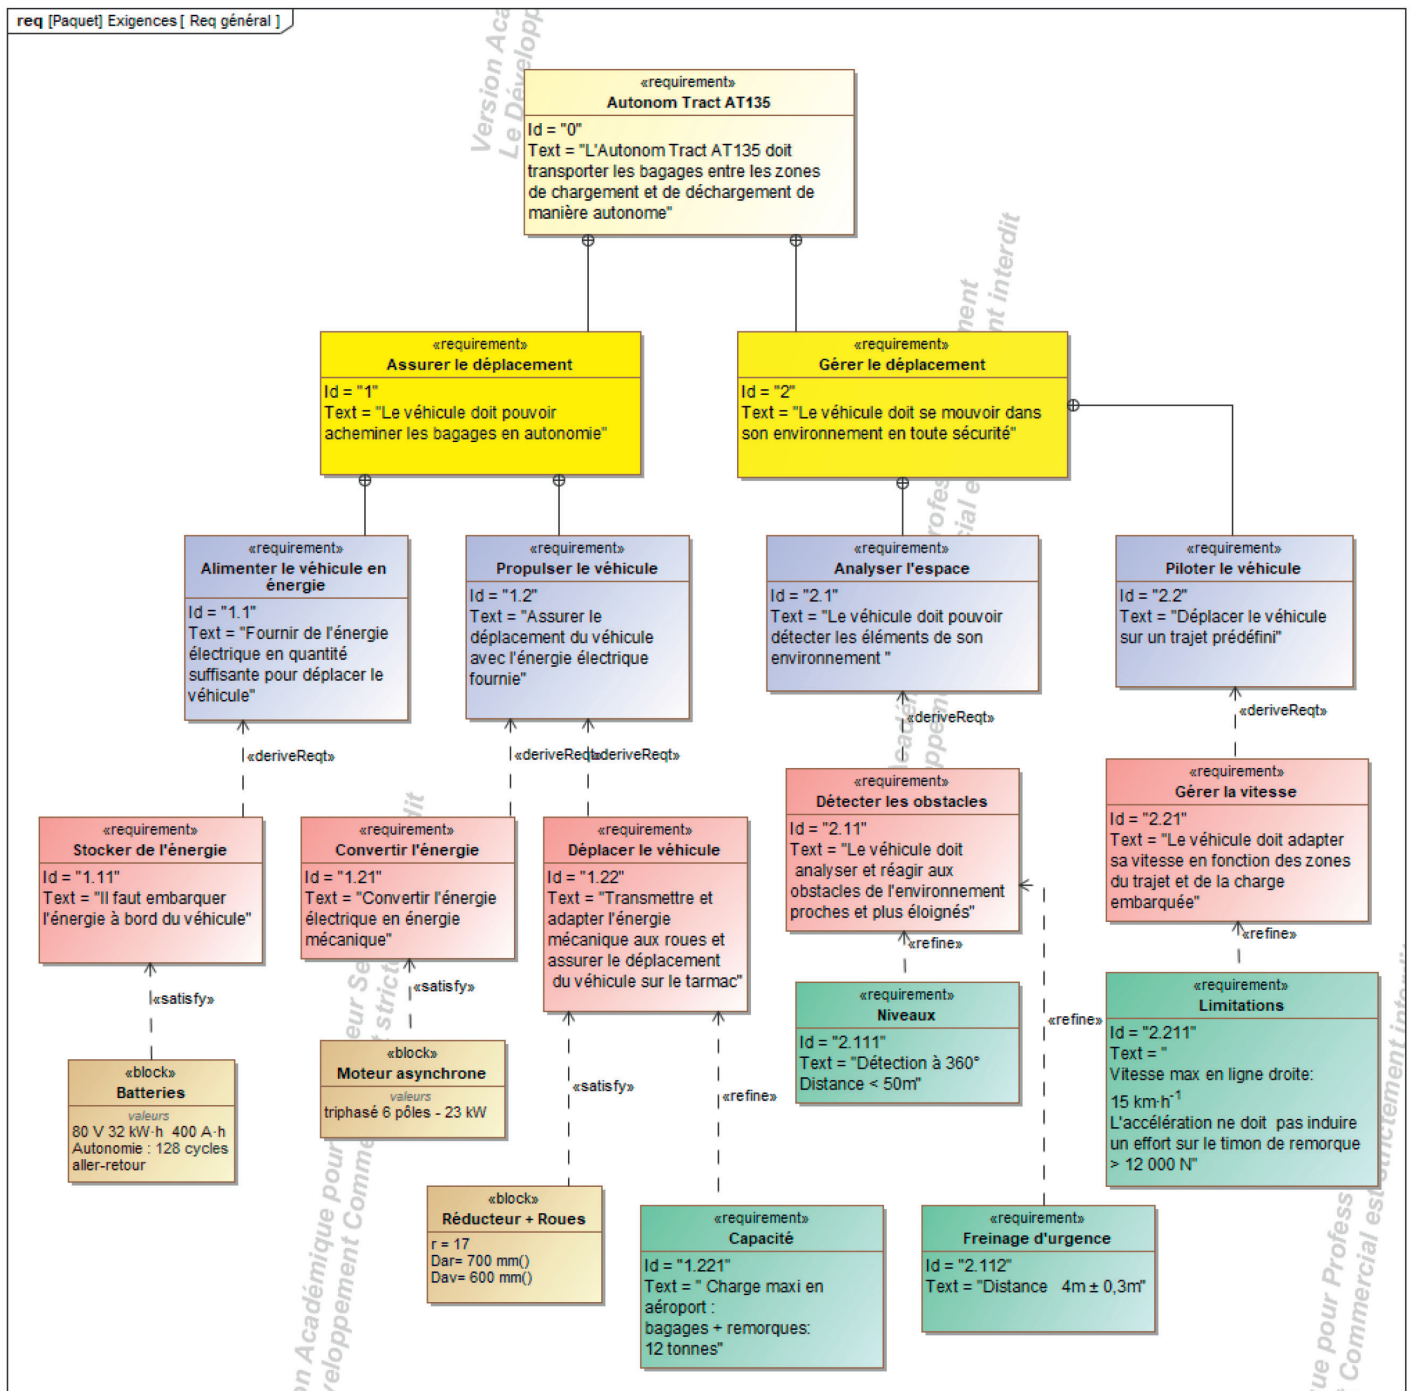 req [Paquet] Exigences [ Req général ]
«requirement»
Autonom Tract AT135
Id = "0"
Text = "L'Autonom Tract AT135 doit
transporter les bagages entre les zones
de chargement et de déchargement de
manière autonome"
«requirement»
Assurer le déplacement
Id = "1"
Text = "Le véhicule doit pouvoir
acheminer les bagages en autonomie"
«requirement»
Gérer le déplacement
Id = "2"
Text = "Le véhicule doit se mouvoir dans
son environnement en toute sécurité"
«requirement»
Alimenter le véhicule en
énergie
Id = "1.1"
Text = "Fournir de l'énergie
électrique en quantité
suffisante pour déplacer le
véhicule"
«requirement»
Propulser le véhicule
Id = "1.2"
Text = "Assurer le
déplacement du véhicule
avec l'énergie électrique
fournie"
«requirement»
Analyser l'espace
Id = "2.1"
Text = "Le véhicule doit pouvoir
détecter les éléments de son
environnement "
«requirement»
Piloter le véhicule
Id = "2.2"
Text = "Déplacer le véhicule
sur un trajet prédéfini"
«deriveReqt»
«deriveReqt»
«deriveReqt»
«deriveReqt»
«deriveReqt»
«requirement»
Stocker de l'énergie
Id = "1.11"
Text = "Il faut embarquer
l'énergie à bord du véhicule"
«requirement»
Convertir l'énergie
Id = "1.21"
Text = "Convertir l'énergie
électrique en énergie
mécanique"
«requirement»
Déplacer le véhicule
Id = "1.22"
Text = "Transmettre et
adapter l'énergie
mécanique aux roues et
assurer le déplacement
du véhicule sur le tarmac"
«requirement»
Détecter les obstacles
Id = "2.11"
Text = "Le véhicule doit
analyser et réagir aux
obstacles de l'environnement
proches et plus éloignés"
«requirement»
Gérer la vitesse
Id = "2.21"
Text = "Le véhicule doit adapter
sa vitesse en fonction des zones
du trajet et de la charge
embarquée"
«satisfy»
«satisfy»
«satisfy»
«refine»
«refine»
«refine»
«refine»
«block»
Batteries
valeurs
80 V 32 kW·h 400 A·h
Autonomie : 128 cycles
aller-retour
«block»
Moteur asynchrone
valeurs
triphasé 6 pôles - 23 kW
«block»
Réducteur + Roues
r = 17
Dar= 700 mm()
Dav= 600 mm()
«requirement»
Capacité
Id = "1.221"
Text = " Charge maxi en
aéroport :
bagages + remorques:
12 tonnes"
«requirement»
Niveaux
Id = "2.111"
Text = "Détection à 360°
Distance < 50m"
«requirement»
Freinage d'urgence
Id = "2.112"
Text = "Distance 4m ± 0,3m"
«requirement»
Limitations
Id = "2.211"
Text = "
Vitesse max en ligne droite:
15 km·h⁻¹
L'accélération ne doit pas induire
un effort sur le timon de remorque
> 12 000 N"